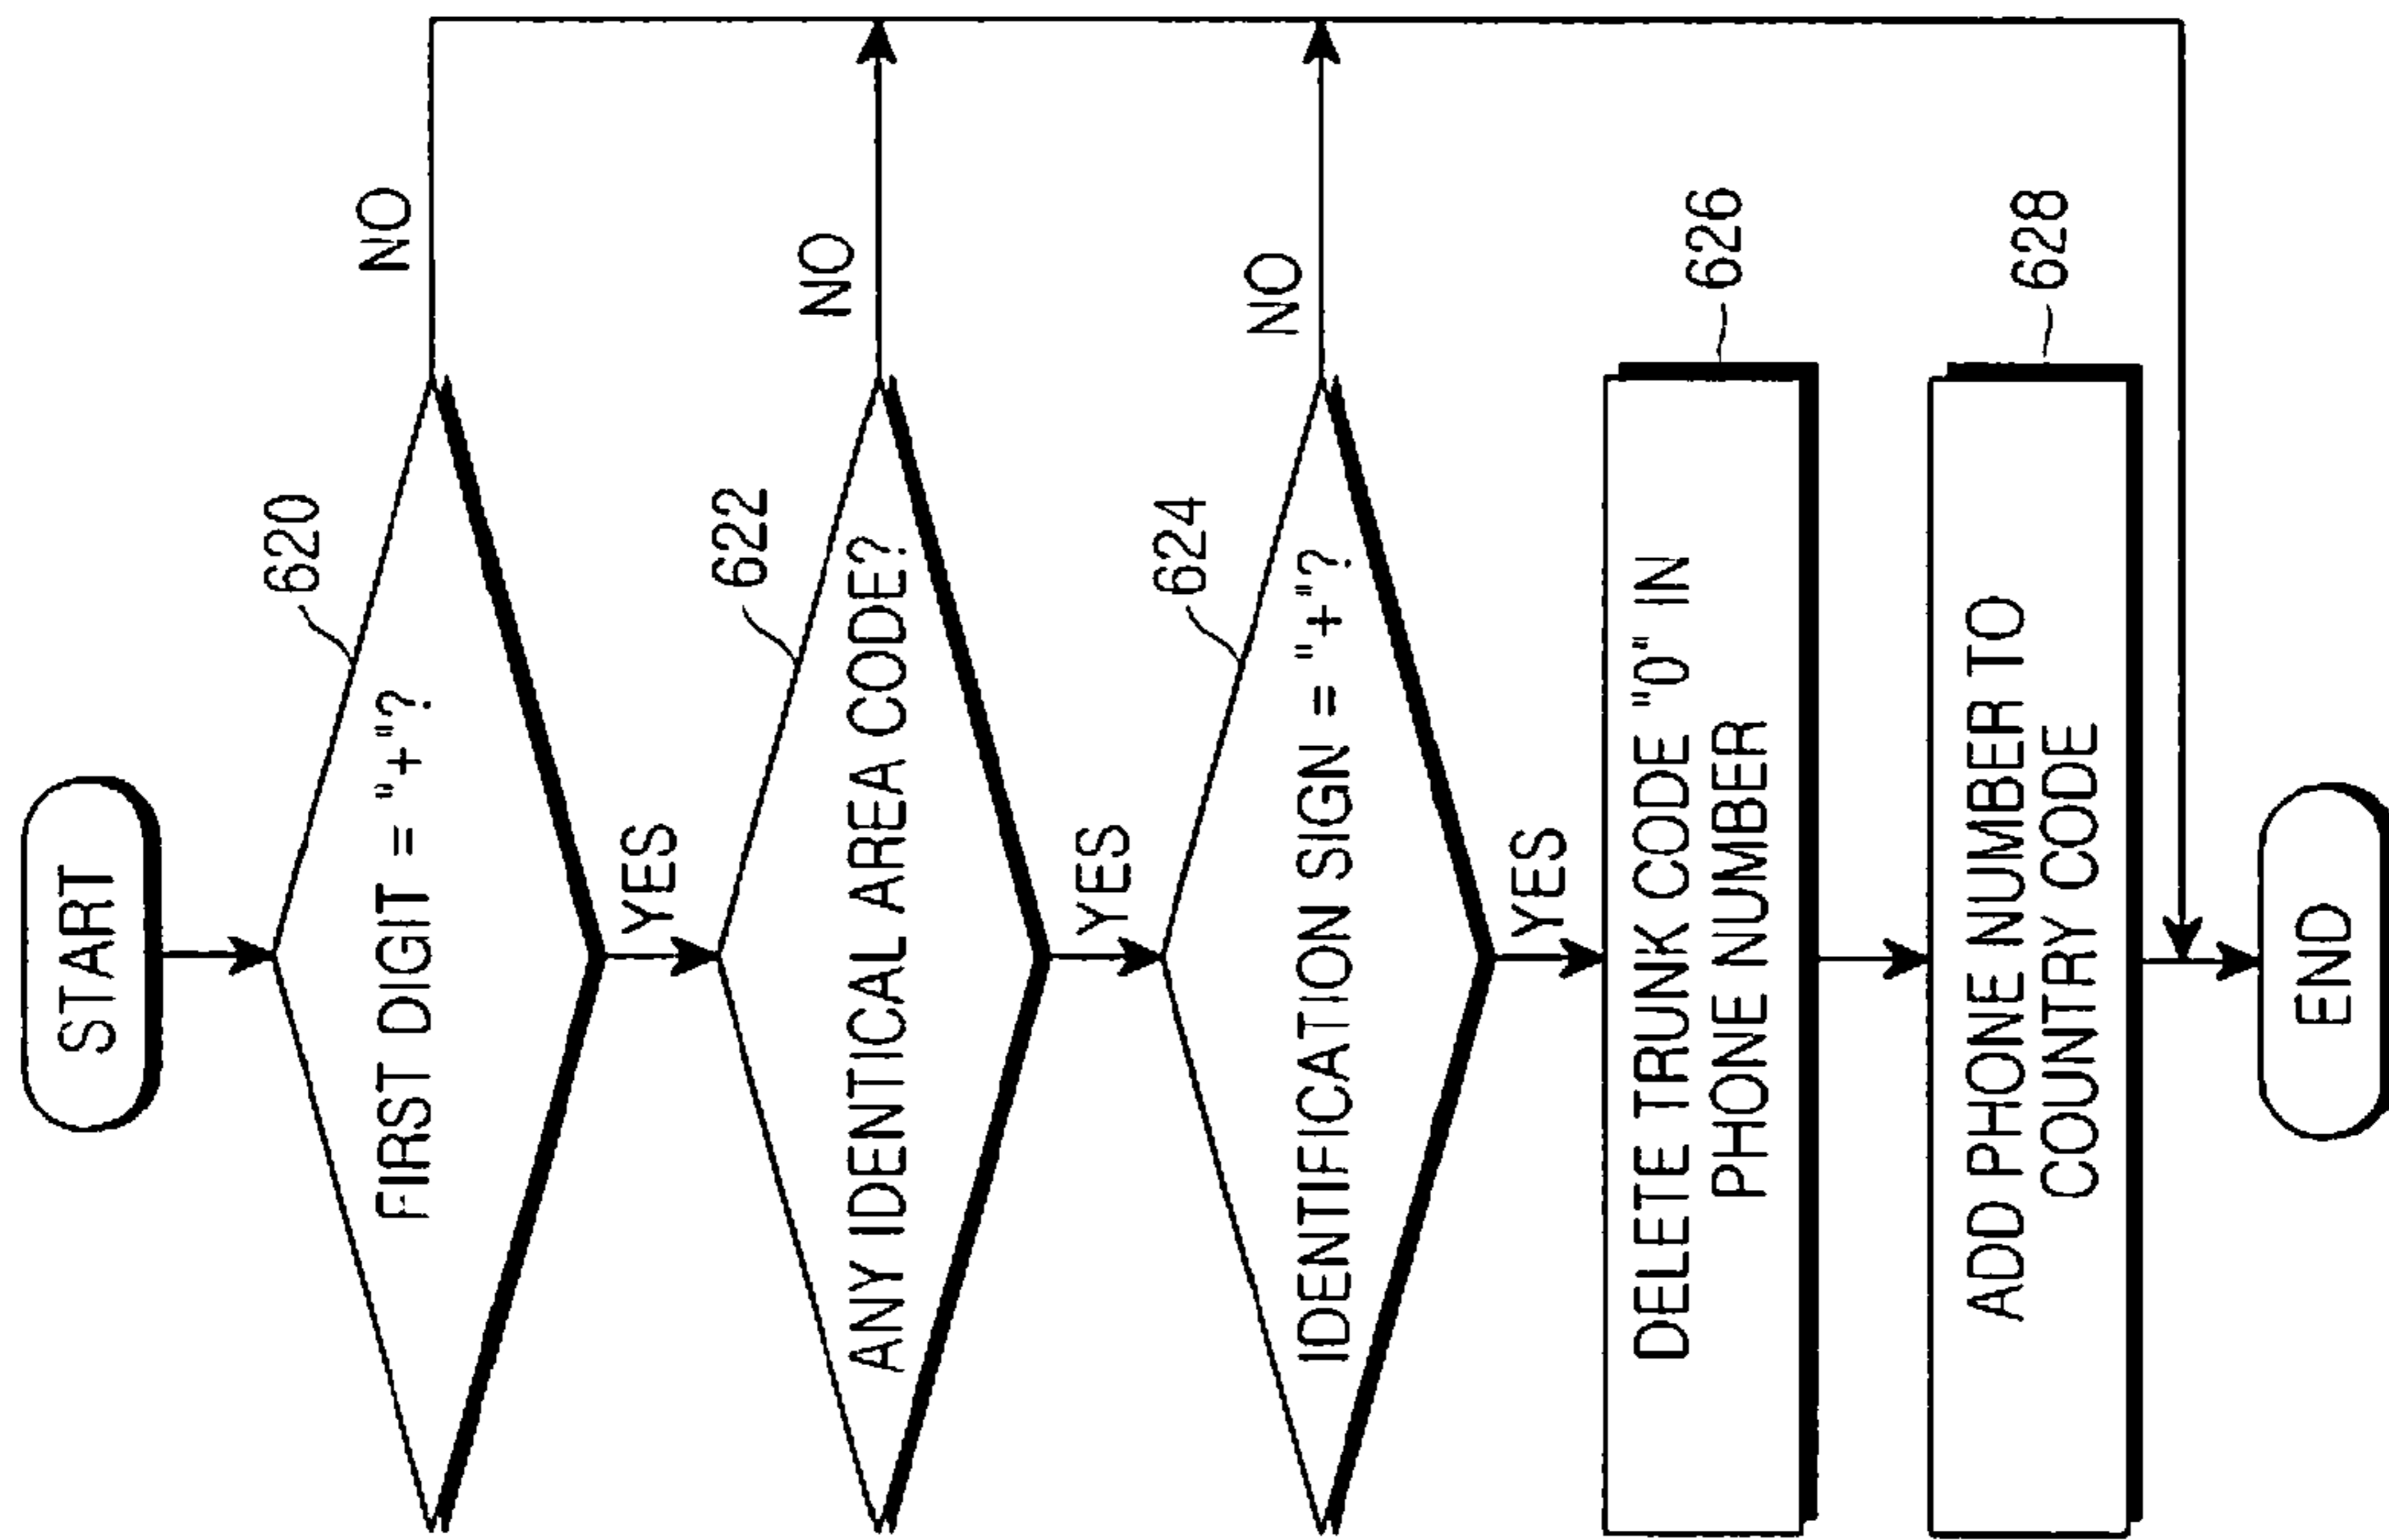 START
620
FIRST DIGIT = "+"?
NO
YES
622
ANY IDENTICAL AREA CODE?
NO
YES
624
IDENTIFICATION SIGN = "+"?
NO
YES
DELETE TRUNK CODE "0" IN
PHONE NUMBER
626
ADD PHONE NUMBER TO
COUNTRY CODE
628
END